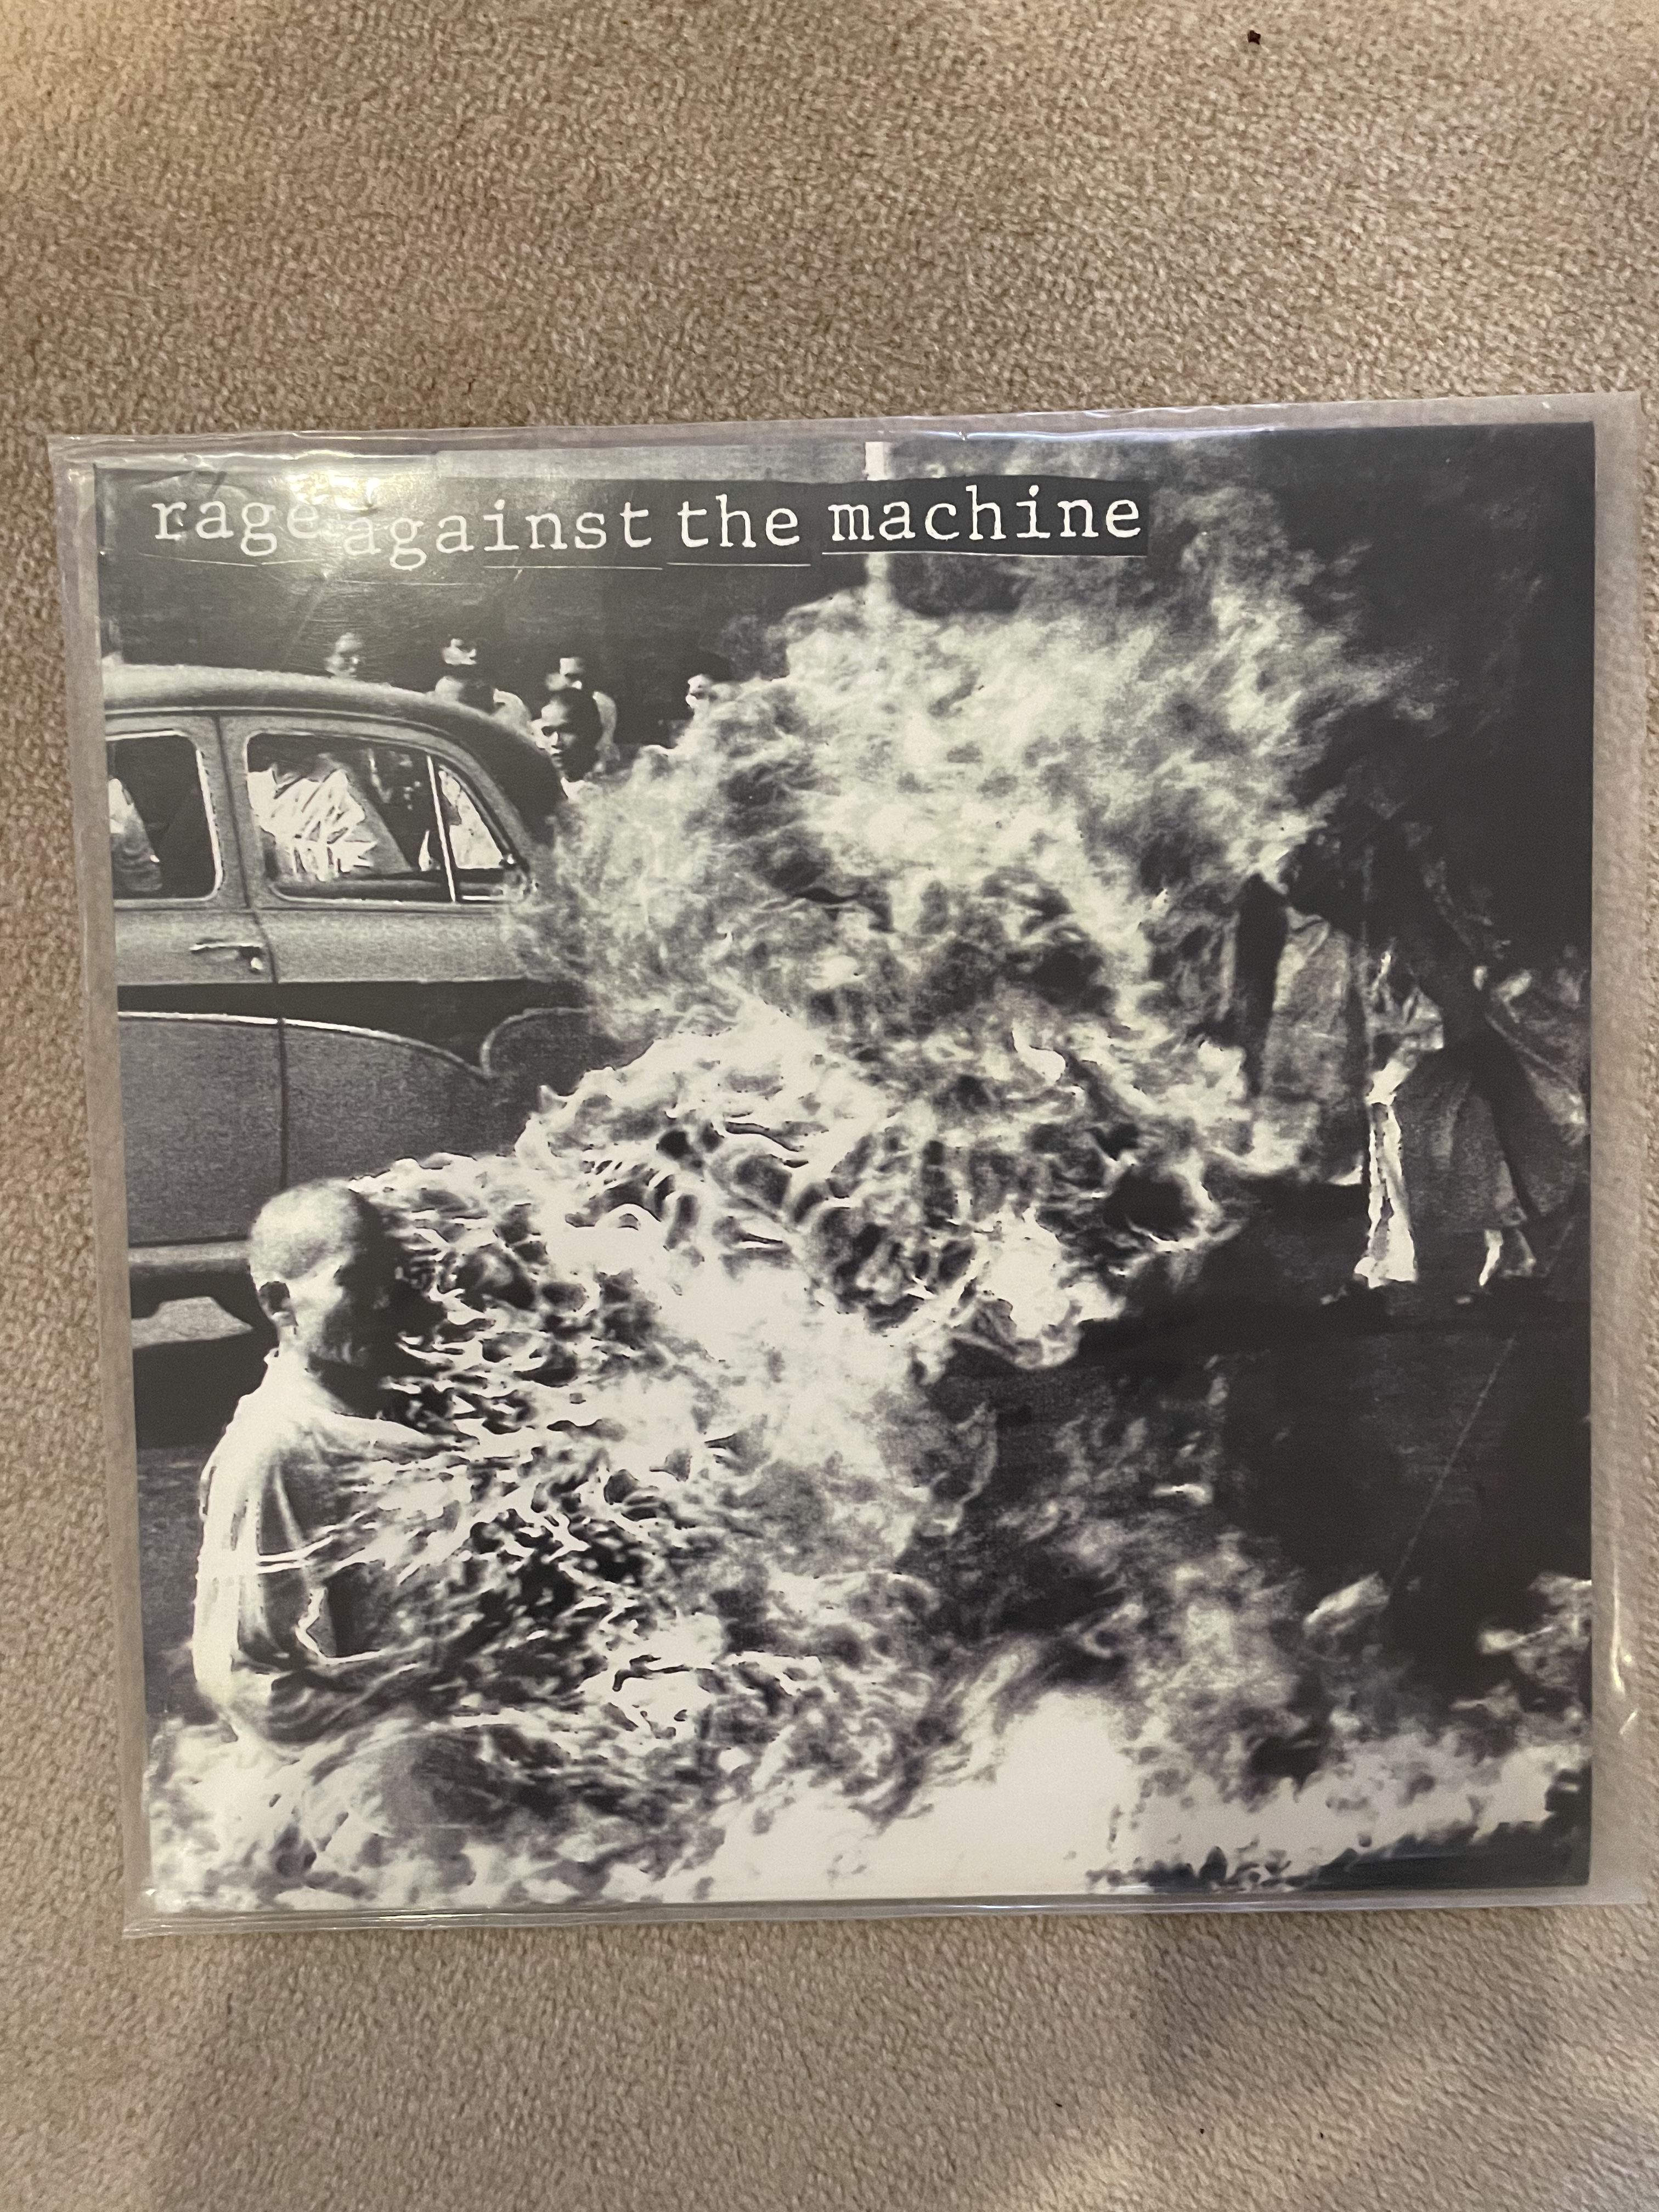 rage against the machine